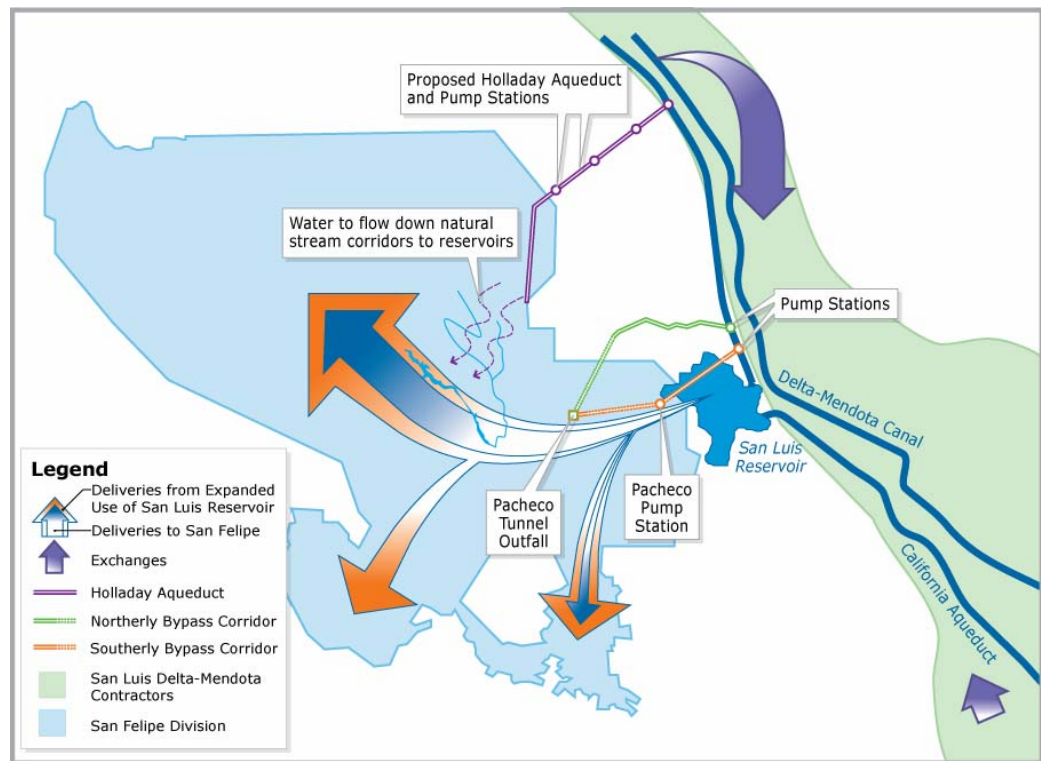 Proposed Holladay Aqueduct
and Pump Stations
Water to flow down natural
stream corridors to reservoirs
Pump Stations
Delta-Mendota Canal
San Luis
Reservoir
Pacheco
Tunnel
Outfall
Pacheco
Pump
Station
California Aqueduct
Legend
Deliveries from Expanded
Use of San Luis Reservoir
Deliveries to San Felipe
Exchanges
Holladay Aqueduct
Northerly Bypass Corridor
Southerly Bypass Corridor
San Luis Delta-Mendota
Contractors
San Felipe Division